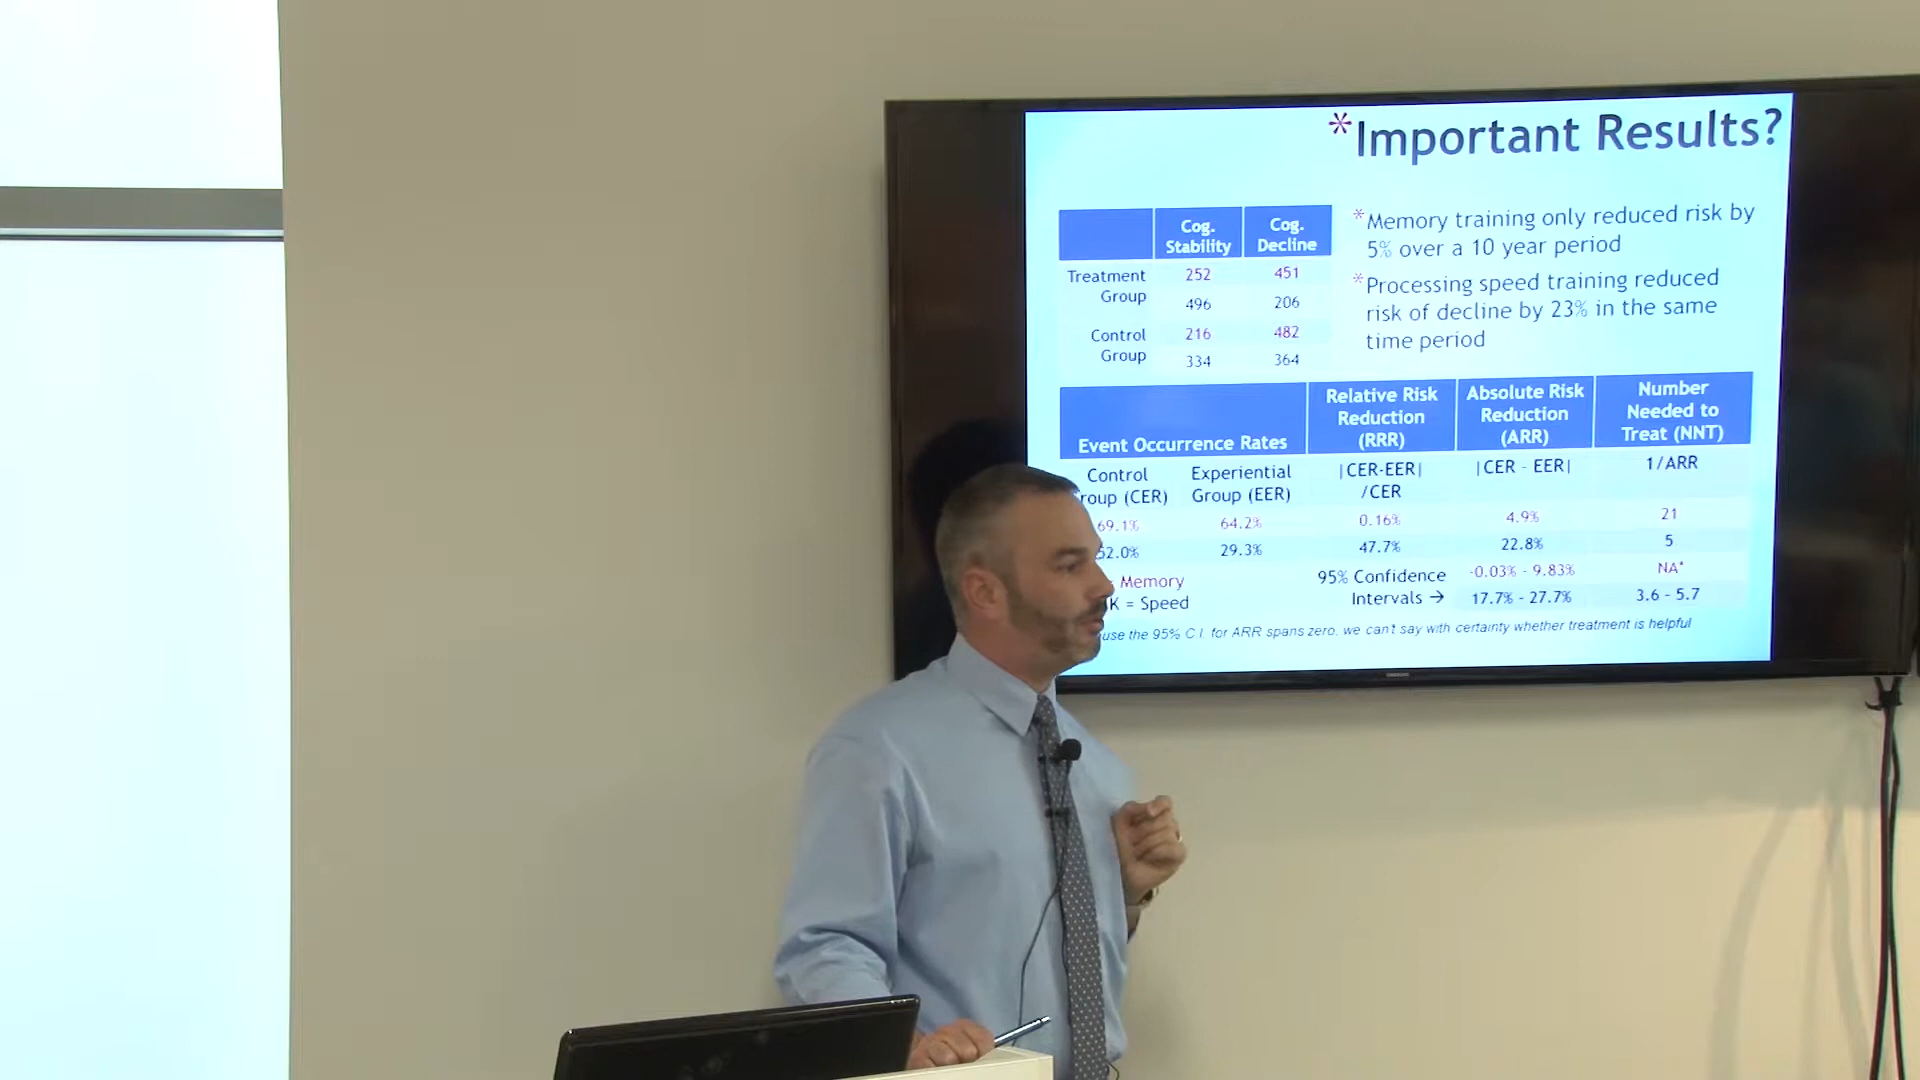 *Important Results?
Cog. Stability Cog. Decline
Treatment Group 252 451
496 206
Control Group 216 482
334 364
*Memory training only reduced risk by
5% over a 10 year period
*Processing speed training reduced
risk of decline by 23% in the same
time period
Event Occurrence Rates Relative Risk Reduction (RRR) Absolute Risk Reduction (ARR) Number Needed to Treat (NNT)
Control Group (CER) Experiential Group (EER) |CER-EER| /CER |CER - EER| 1/ARR
69.1% 64.2% 0.16% 4.9% 21
52.0% 29.3% 47.7% 22.8% 5
Memory 95% Confidence Intervals → -0.03% - 9.83% NA*
K = Speed 17.7% - 27.7% 3.6 - 5.7
use the 95% C.I. for ARR spans zero, we can't say with certainty whether treatment is helpful
SAMSUNG